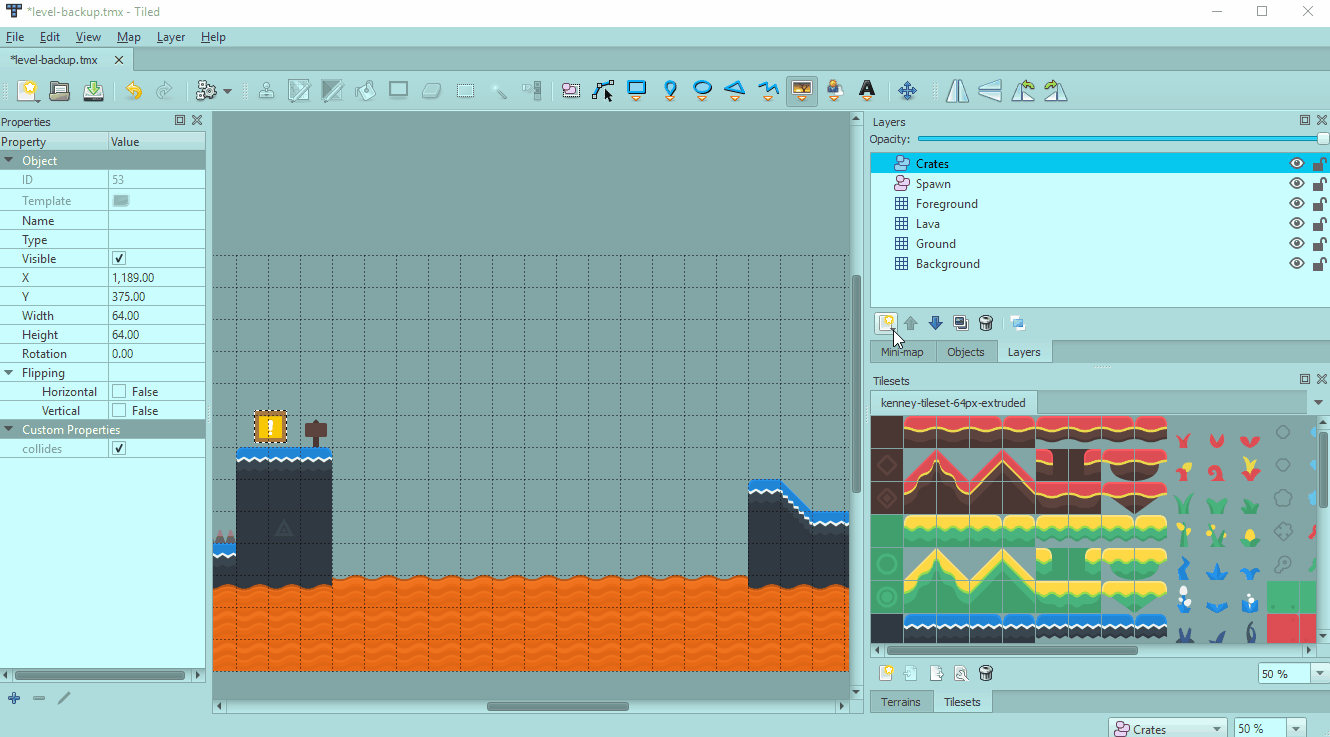 *level-backup.tmx - Tiled
File Edit View Map Layer Help
*level-backup.tmx
A
Properties
Property Value
Object
ID 53
Template
Name
Type
Visible
X 1,189.00
Y 375.00
Width 64.00
Height 64.00
Rotation 0.00
Flipping
Horizontal False
Vertical False
Custom Properties
collides
!
Layers
Opacity:
Crates
Spawn
Foreground
Lava
Ground
Background
Mini-map Objects Layers
Tilesets
kenney-tileset-64px-extruded
50 %
Terrains Tilesets
Crates 50 %